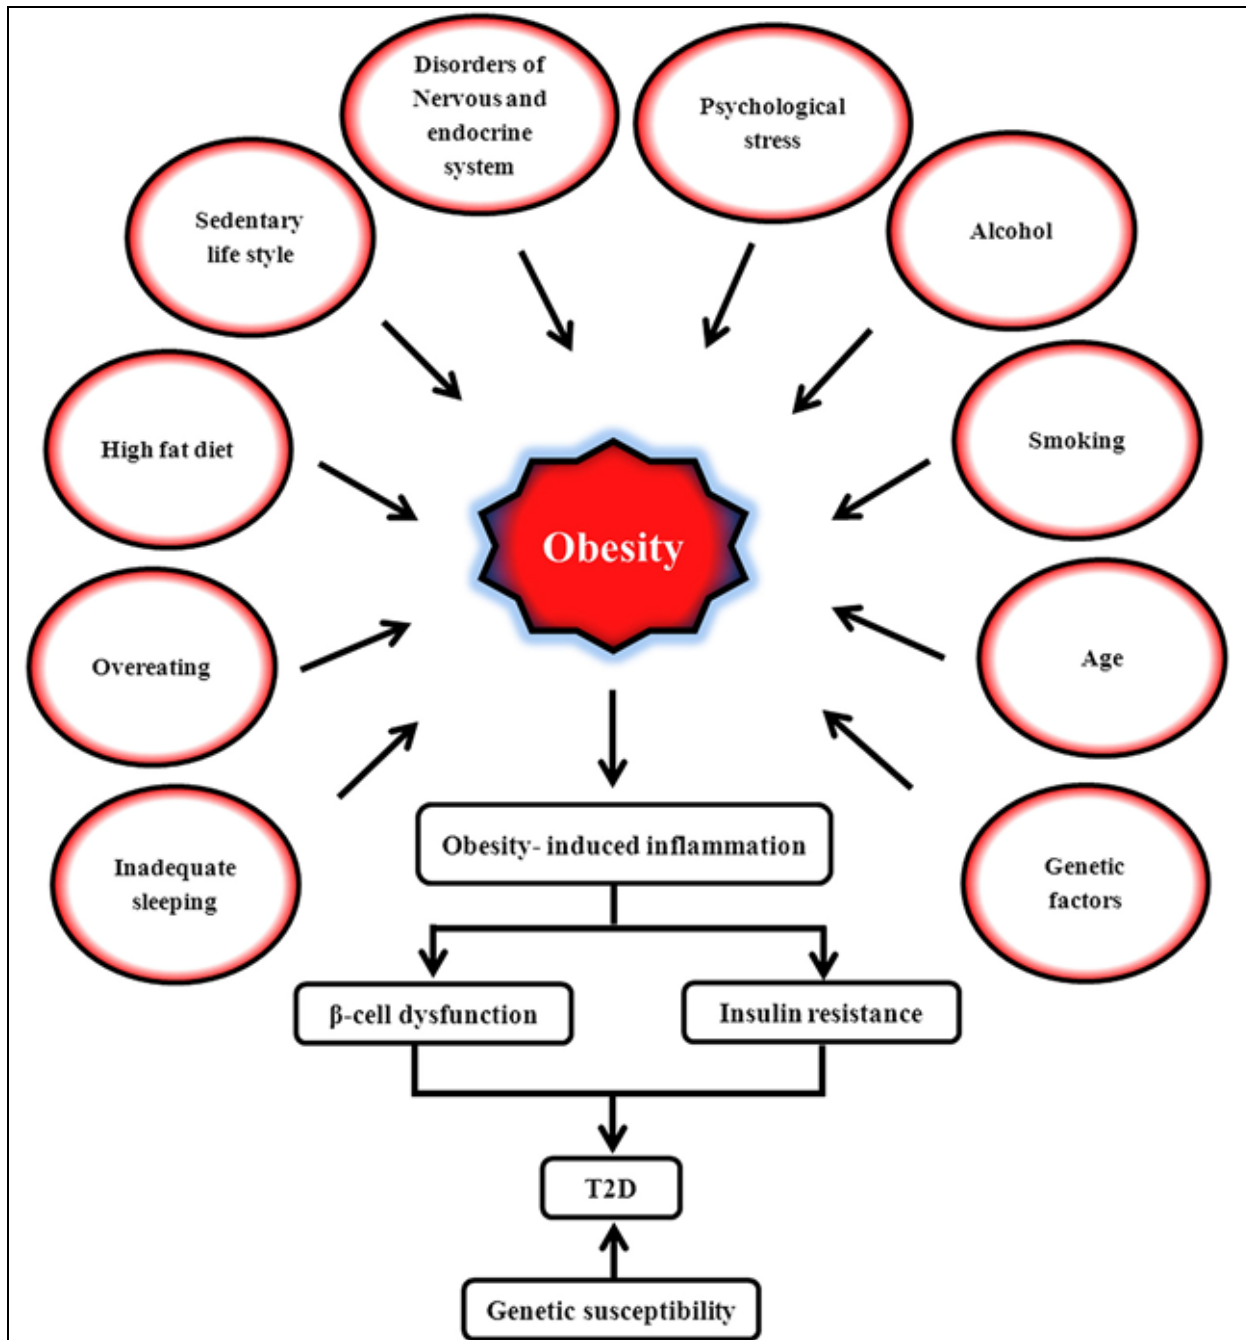 Disorders of
Nervous and
endocrine
system
Psychological
stress
Sedentary
life style
Alcohol
High fat diet
Smoking
Obesity
Overeating
Age
Inadequate
sleeping
Genetic
factors
Obesity- induced inflammation
β-cell dysfunction
Insulin resistance
T2D
Genetic susceptibility